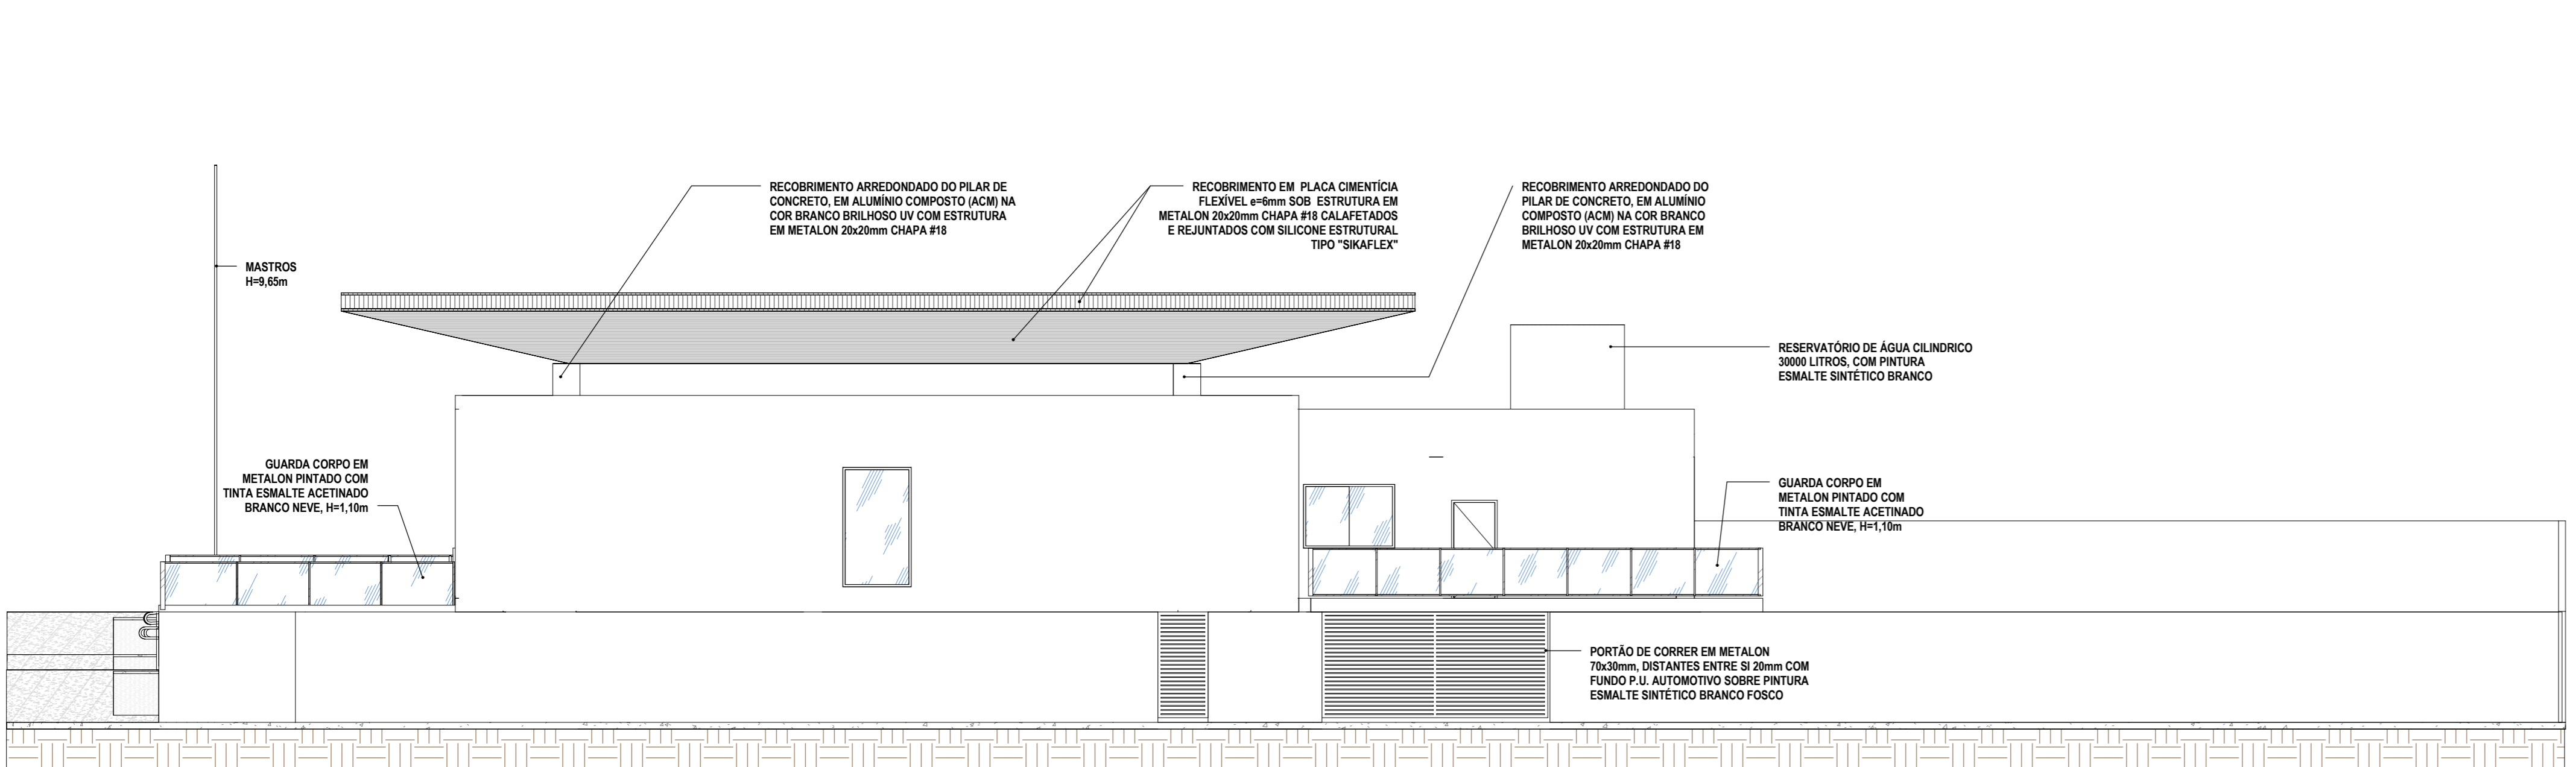 RECOBRIMENTO ARREDONDADO DO PILAR DE
CONCRETO, EM ALUMÍNIO COMPOSTO (ACM) NA
COR BRANCO BRILHOSO UV COM ESTRUTURA
EM METALON 20x20mm CHAPA #18
RECOBRIMENTO EM PLACA CIMENTÍCIA
FLEXÍVEL e=6mm SOB ESTRUTURA EM
METALON 20x20mm CHAPA #18 CALAFETADOS
E REJUNTADOS COM SILICONE ESTRUTURAL
TIPO "SIKAFLEX"
RECOBRIMENTO ARREDONDADO DO
PILAR DE CONCRETO, EM ALUMÍNIO
COMPOSTO (ACM) NA COR BRANCO
BRILHOSO UV COM ESTRUTURA EM
METALON 20x20mm CHAPA #18
MASTROS
H=9,65m
RESERVATÓRIO DE ÁGUA CILINDRICO
30000 LITROS, COM PINTURA
ESMALTE SINTÉTICO BRANCO
GUARDA CORPO EM
METALON PINTADO COM
TINTA ESMALTE ACETINADO
BRANCO NEVE, H=1,10m
GUARDA CORPO EM
METALON PINTADO COM
TINTA ESMALTE ACETINADO
BRANCO NEVE, H=1,10m
PORTÃO DE CORRER EM METALON
70x30mm, DISTANTES ENTRE SI 20mm COM
FUNDO P.U. AUTOMOTIVO SOBRE PINTURA
ESMALTE SINTÉTICO BRANCO FOSCO